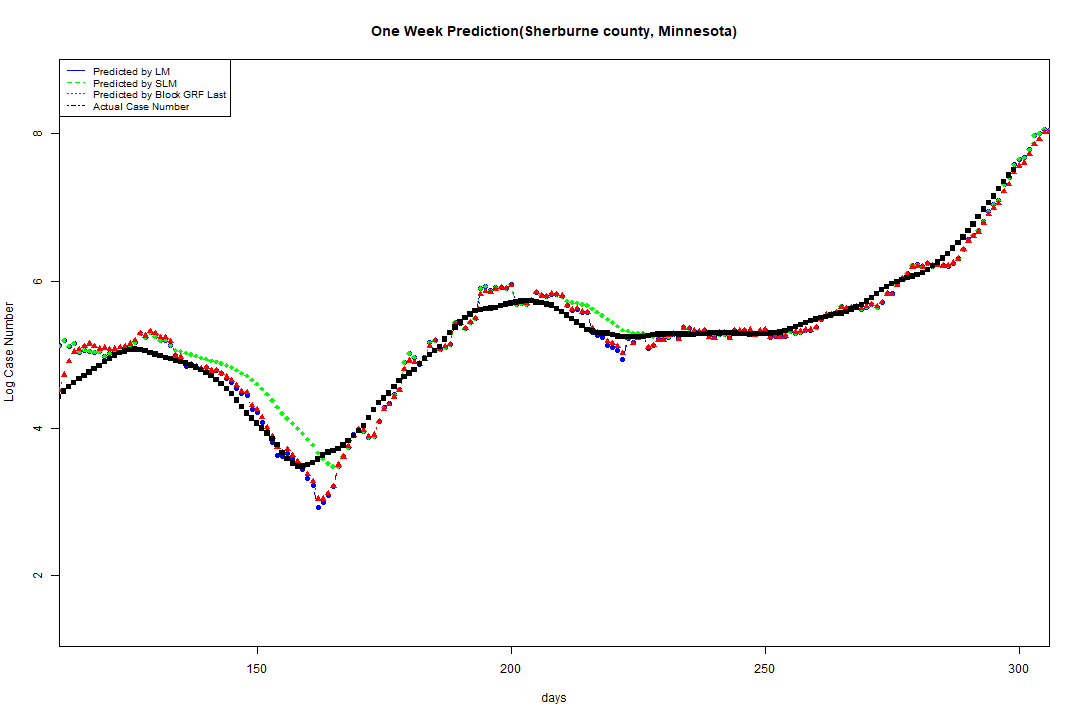 One Week Prediction(Sherburne county, Minnesota)
Predicted by LM
Predicted by SLM
Predicted by Block GRF Last
Actual Case Number
8
6
4
2
Log Case Number
150 200 250 300
days